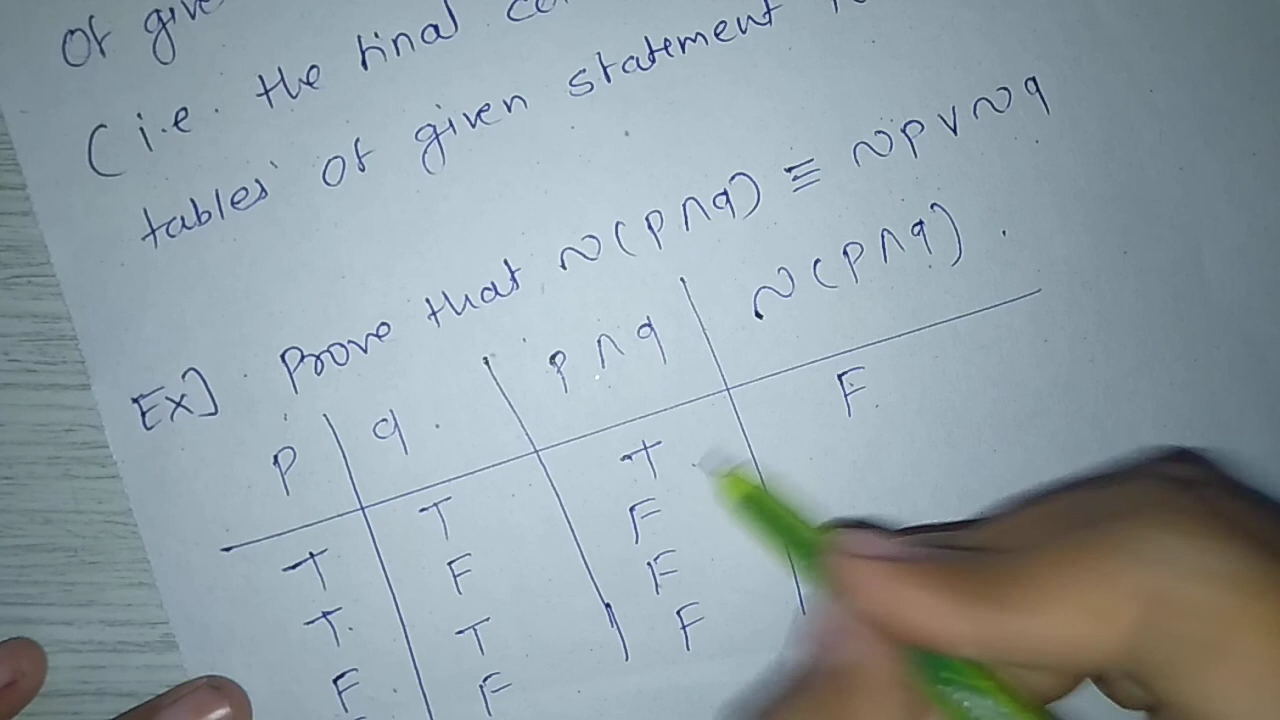 Of give
(i.e. the final co
tables of given statement
Ex] Prove that ~(p∧q) ≡ ~p∨~q
p q p∧q ~(p∧q)
T T T F
T F F
F T F
F F